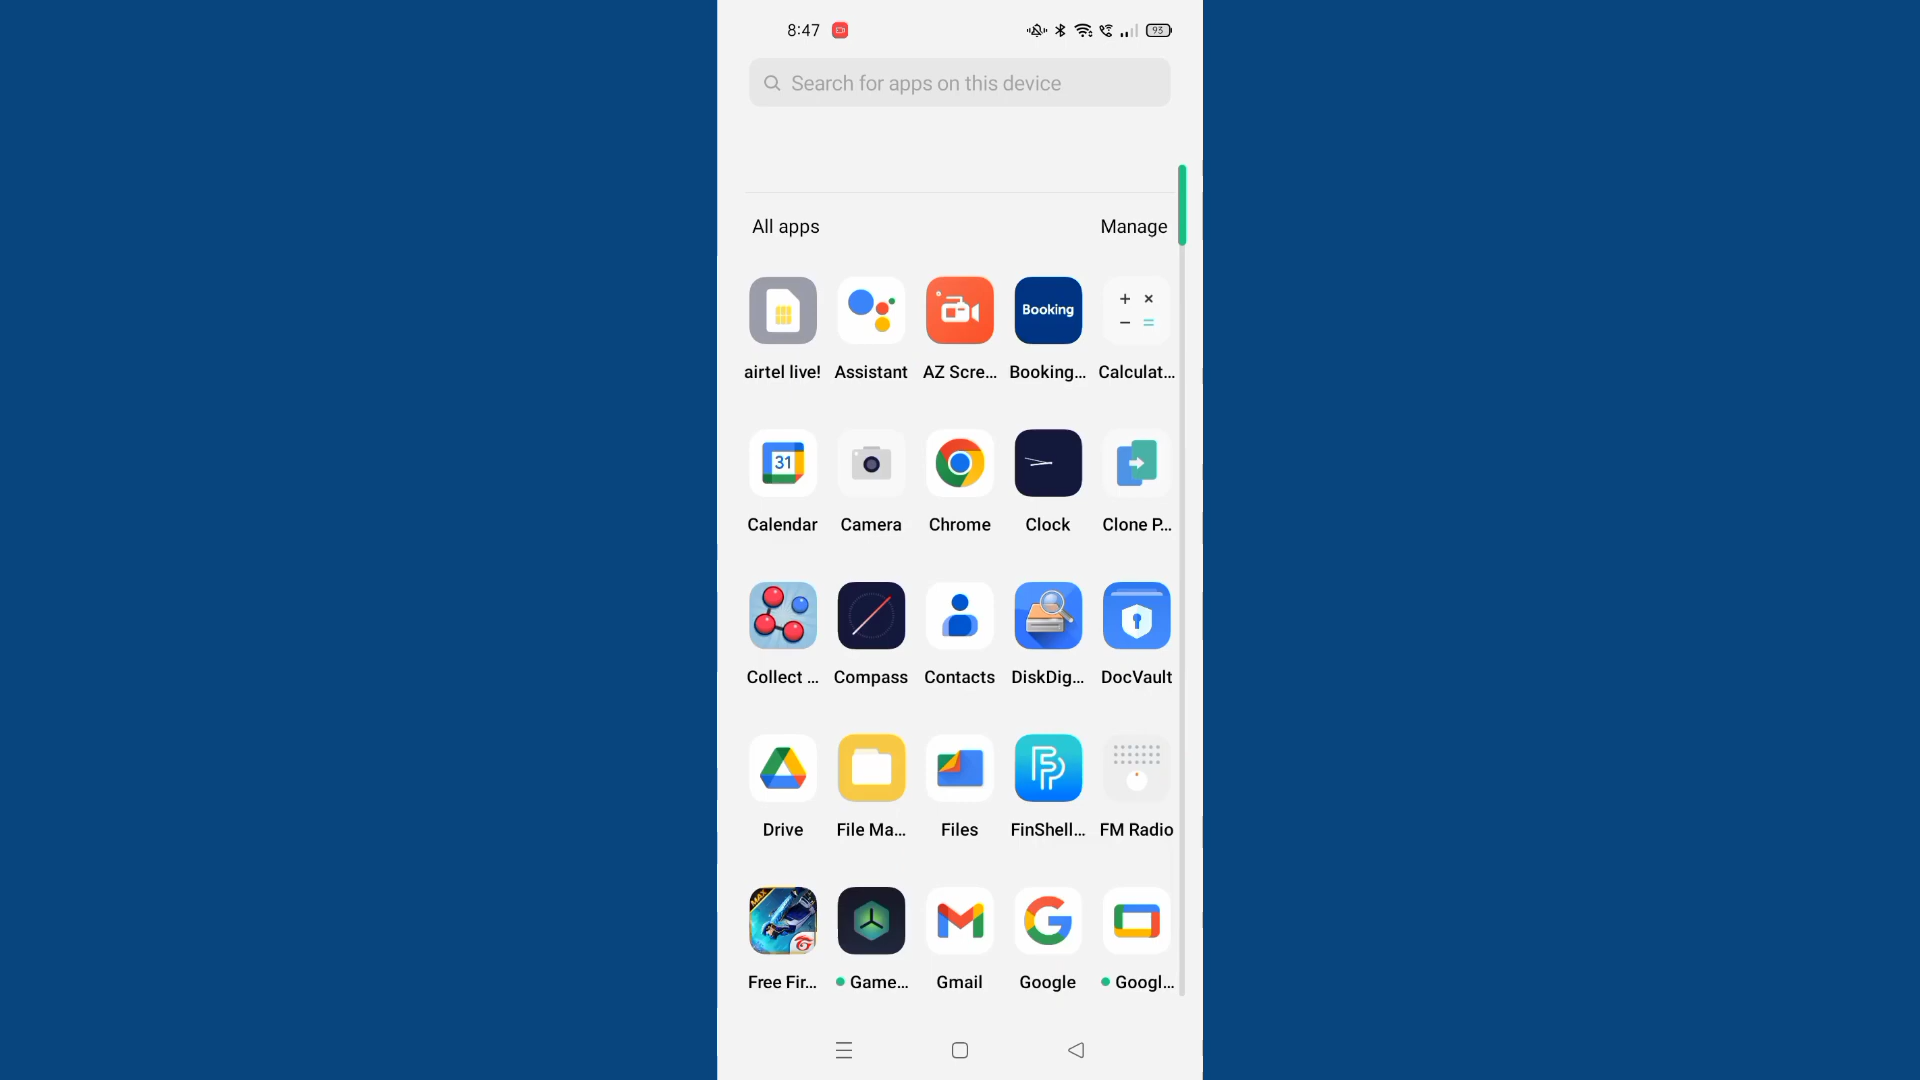 8:47
93
Search for apps on this device
All apps
Manage
Booking
airtel live!
Assistant
AZ Scre...
Booking...
Calculat...
31
Calendar
Camera
Chrome
Clock
Clone P...
Collect ...
Compass
Contacts
DiskDig...
DocVault
Drive
File Ma...
Files
FinShell...
FM Radio
MAX
Free Fir...
Game...
Gmail
Google
Googl...